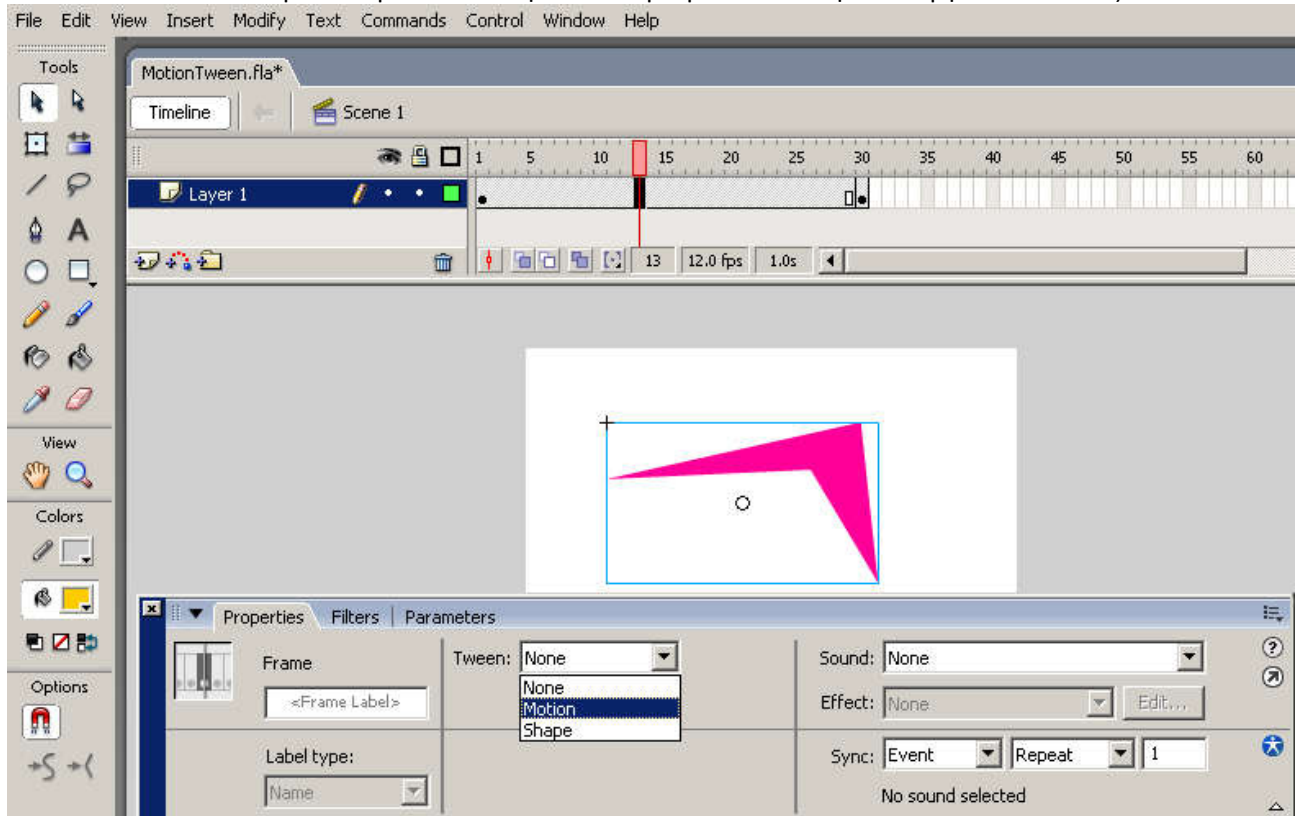 File Edit View Insert Modify Text Commands Control Window Help
Tools
MotionTween.fla*
Timeline Scene 1
1 5 10 15 20 25 30 35 40 45 50 55 60
Layer 1
A
13 12.0 fps 1.0s
View
Colors
Properties Filters Parameters
Frame Tween: None Sound: None
<Frame Label> None Effect: None Edit...
Motion
Shape
Options
Label type: Sync: Event Repeat 1
Name No sound selected